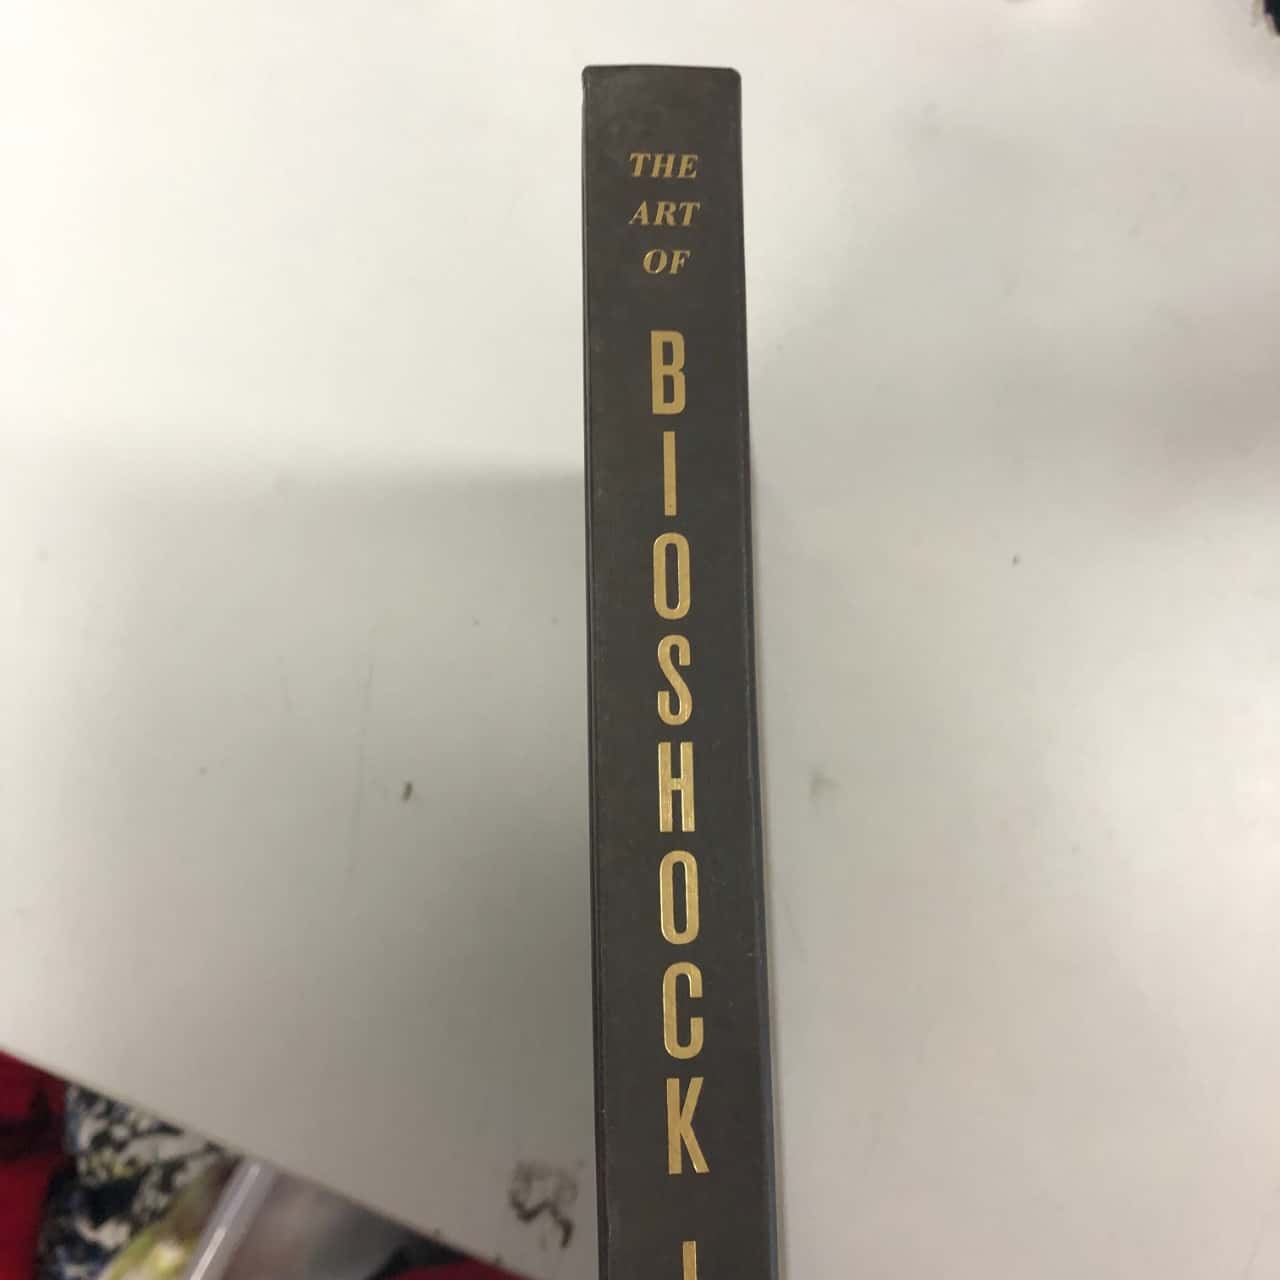 THE
ART
OF
BIOSHOCK I